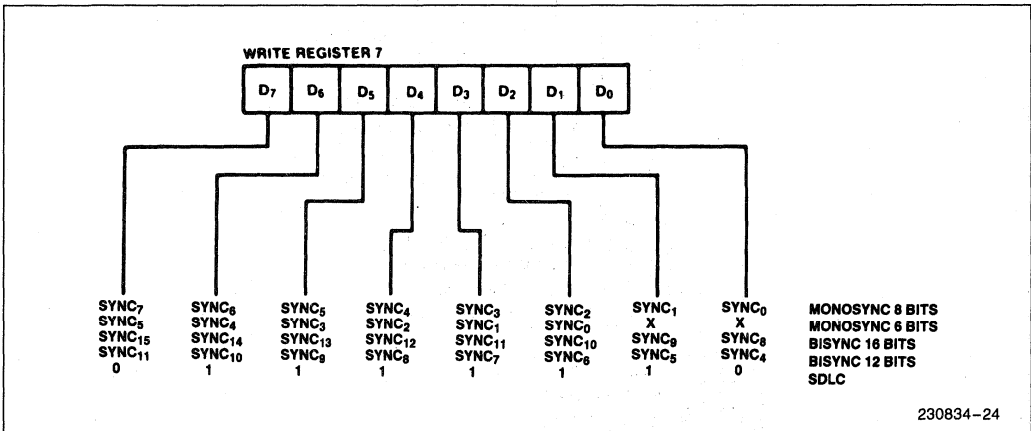 WRITE REGISTER 7
D7 D6 D5 D4 D3 D2 D1 D0
SYNC7 SYNC6 SYNC5 SYNC4 SYNC3 SYNC2 SYNC1 SYNC0 MONOSYNC 8 BITS
SYNC5 SYNC4 SYNC3 SYNC2 SYNC1 SYNC0 X X MONOSYNC 6 BITS
SYNC15 SYNC14 SYNC13 SYNC12 SYNC11 SYNC10 SYNC9 SYNC8 BISYNC 16 BITS
SYNC11 SYNC10 SYNC9 SYNC8 SYNC7 SYNC6 SYNC5 SYNC4 BISYNC 12 BITS
0 1 1 1 1 1 1 0 SDLC
230834-24